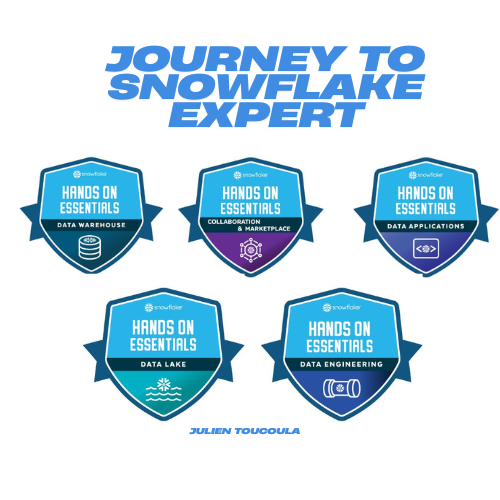 JOURNEY TO
SNOWFLAKE
EXPERT
snowflake
HANDS ON
ESSENTIALS
DATA WAREHOUSE
snowflake
HANDS ON
ESSENTIALS
COLLABORATION
& MARKETPLACE
snowflake
HANDS ON
ESSENTIALS
DATA APPLICATIONS
snowflake
HANDS ON
ESSENTIALS
DATA LAKE
snowflake
HANDS ON
ESSENTIALS
DATA ENGINEERING
JULIEN TOUCOULA